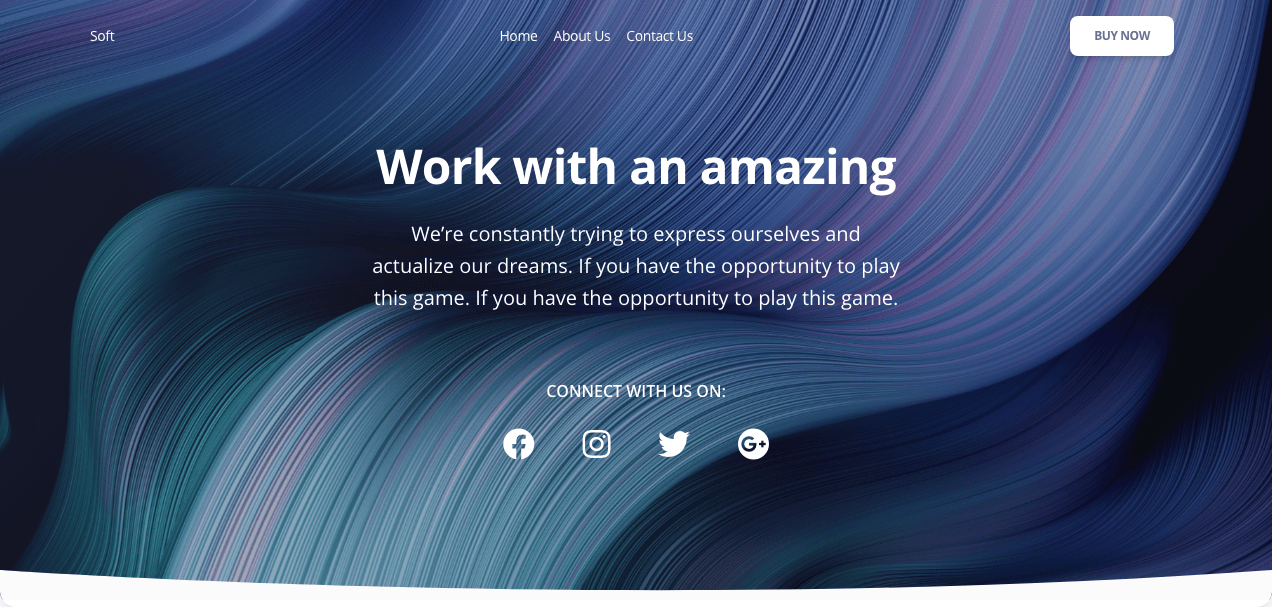 Soft
Home About Us Contact Us
BUY NOW
Work with an amazing
We’re constantly trying to express ourselves and
actualize our dreams. If you have the opportunity to play
this game. If you have the opportunity to play this game.
CONNECT WITH US ON:
G+